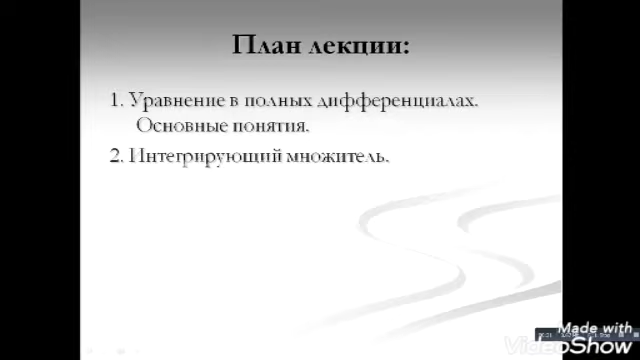 План лекции:
1. Уравнение в полных дифференциалах.
Основные понятия.
2. Интегрирующий множитель.
Made with
VideoShow